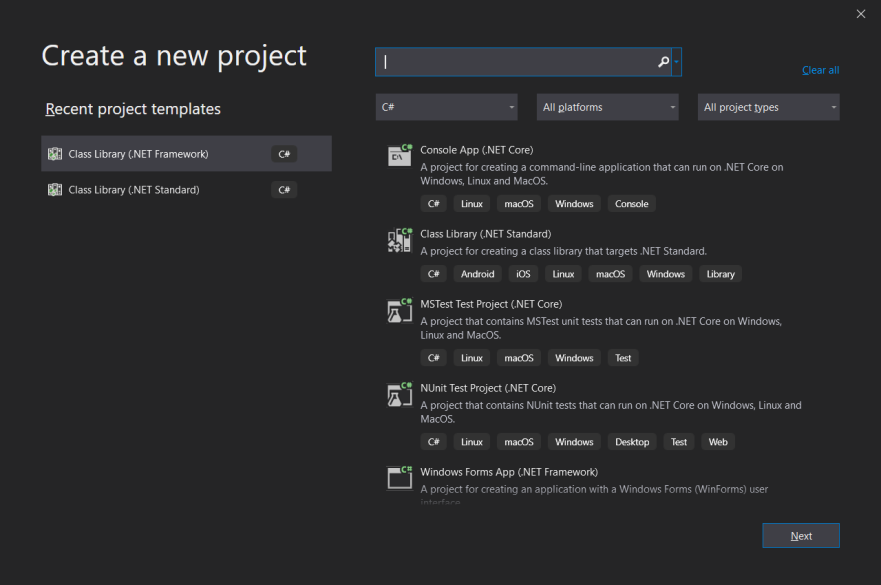 Create a new project
Clear all
Recent project templates
C#
All platforms
All project types
Class Library (.NET Framework) C#
Class Library (.NET Standard) C#
Console App (.NET Core)
A project for creating a command-line application that can run on .NET Core on
Windows, Linux and MacOS.
C# Linux macOS Windows Console
Class Library (.NET Standard)
A project for creating a class library that targets .NET Standard.
C# Android iOS Linux macOS Windows Library
MSTest Test Project (.NET Core)
A project that contains MSTest unit tests that can run on .NET Core on Windows,
Linux and MacOS.
C# Linux macOS Windows Test
NUnit Test Project (.NET Core)
A project that contains NUnit tests that can run on .NET Core on Windows, Linux and
MacOS.
C# Linux macOS Windows Desktop Test Web
Windows Forms App (.NET Framework)
A project for creating an application with a Windows Forms (WinForms) user
interface
Next